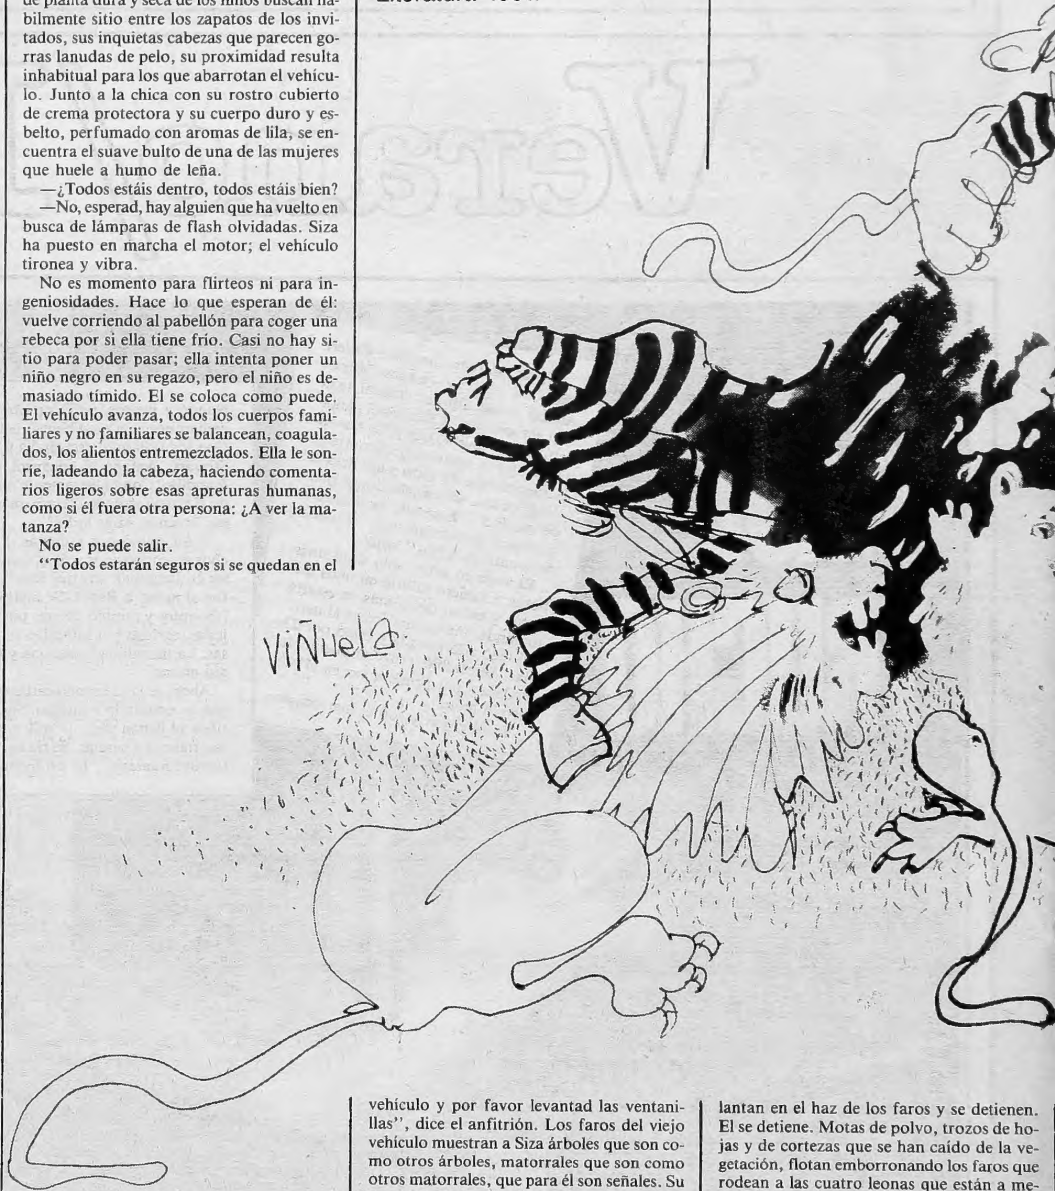 de planta dura y seca de los niños buscan há-
bilmente sitio entre los zapatos de los invi-
tados, sus inquietas cabezas que parecen go-
rras lanudas de pelo, su proximidad resulta
inhabitual para los que abarrotan el vehícu-
lo. Junto a la chica con su rostro cubierto
de crema protectora y su cuerpo duro y es-
belto, perfumado con aromas de lila, se en-
cuentra el suave bulto de una de las mujeres
que huele a humo de leña.
—¿Todos estáis dentro, todos estáis bien?
—No, esperad, hay alguien que ha vuelto en
busca de lámparas de flash olvidadas. Siza
ha puesto en marcha el motor; el vehículo
tironea y vibra.
No es momento para flirteos ni para in-
geniosidades. Hace lo que esperan de él:
vuelve corriendo al pabellón para coger una
rebeca por si ella tiene frío. Casi no hay si-
tio para poder pasar; ella intenta poner un
niño negro en su regazo, pero el niño es de-
masiado tímido. El se coloca como puede.
El vehículo avanza, todos los cuerpos fami-
liares y no familiares se balancean, coagula-
dos, los alientos entremezclados. Ella le son-
ríe, ladeando la cabeza, haciendo comenta-
rios ligeros sobre esas apreturas humanas,
como si él fuera otra persona: ¿A ver la ma-
tanza?
No se puede salir.
“Todos estarán seguros si se quedan en el
VIÑUELA
vehículo y por favor levantad las ventani-
llas”, dice el anfitrión. Los faros del viejo
vehículo muestran a Siza árboles que son co-
mo otros árboles, matorrales que son como
otros matorrales, que para él son señales. Su
lantan en el haz de los faros y se detienen.
El se detiene. Motas de polvo, trozos de ho-
jas y de cortezas que se han caído de la ve-
getación, flotan emborronando los faros que
rodean a las cuatro leonas que están a me-